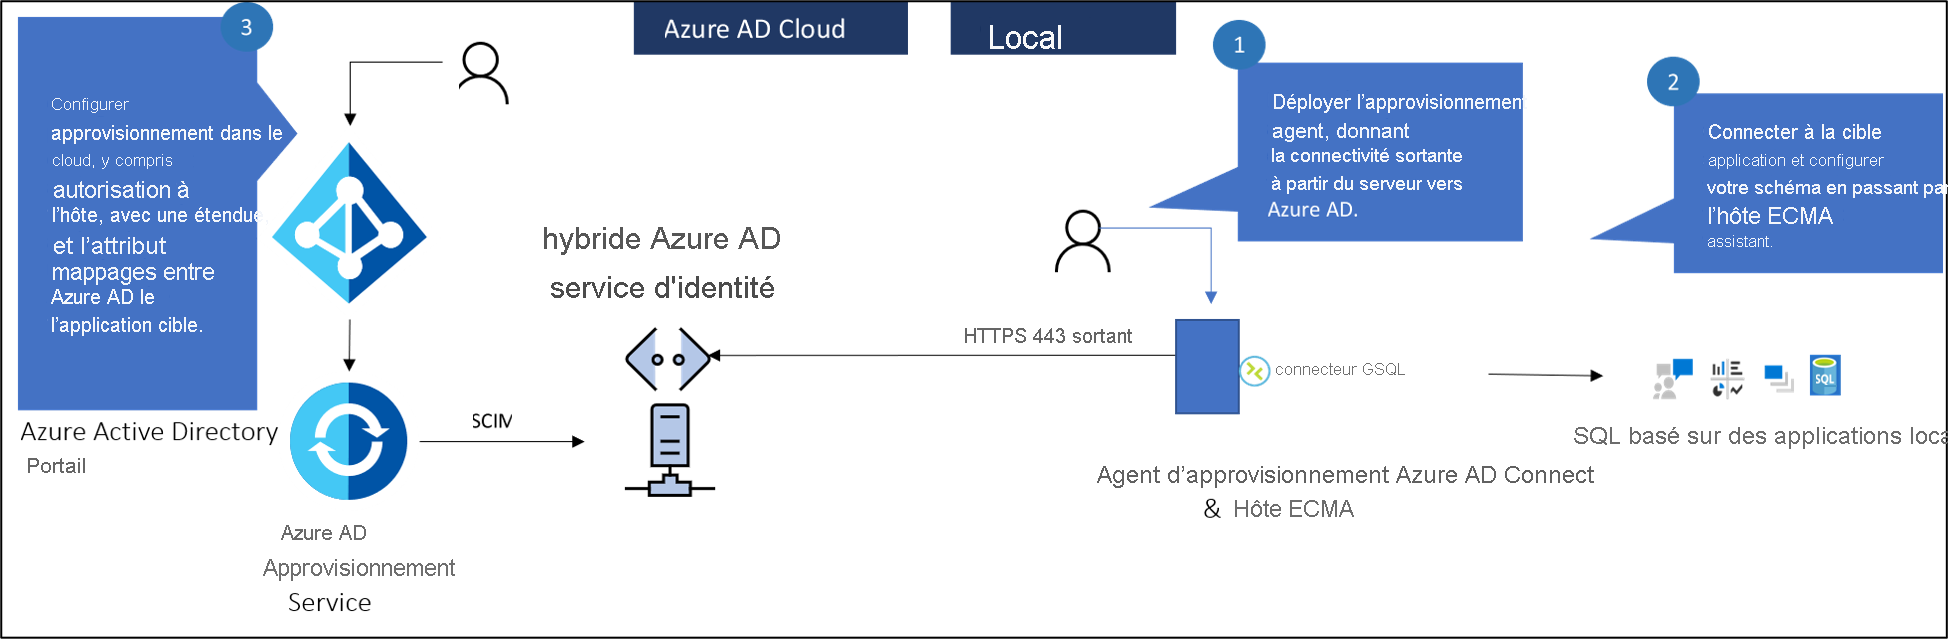 3
Configurer
approvisionnement dans le
cloud, y compris
autorisation à
l'hôte, avec une étendue
et l'attribut
mappages entre
Azure AD le
l'application cible.
Azure Active Directory
Portail
Azure AD
Approvisionnement
Service
SCIM
Azure AD Cloud
Local
hybride Azure AD
service d'identité
HTTPS 443 sortant
1
Déployer l'approvisionnement
agent, donnant
la connectivité sortante
à partir du serveur vers
Azure AD.
connecteur GSQL
Agent d'approvisionnement Azure AD Connect
& Hôte ECMA
2
Connecter à la cible
application et configurer
votre schéma en passant par
l'hôte ECMA
assistant.
SQL
SQL basé sur des applications loca